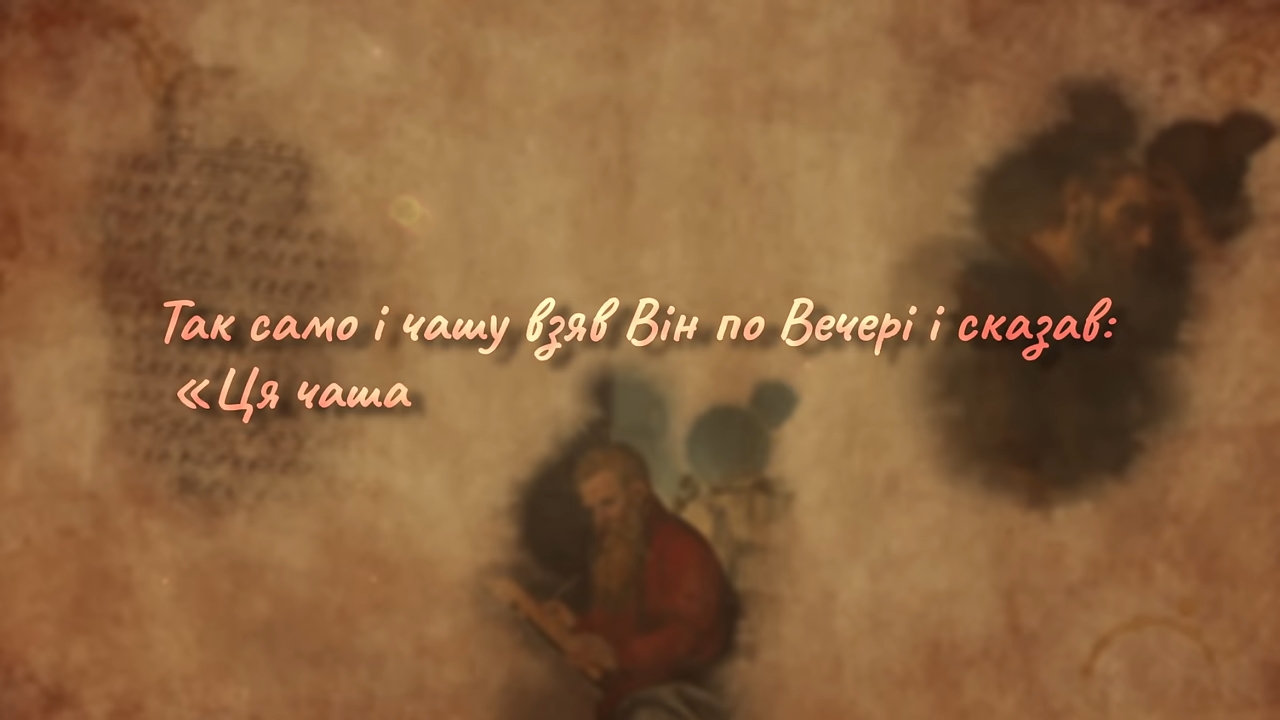 Так само і чашу взяв Він по Вечері і сказав:
«Ця чаша